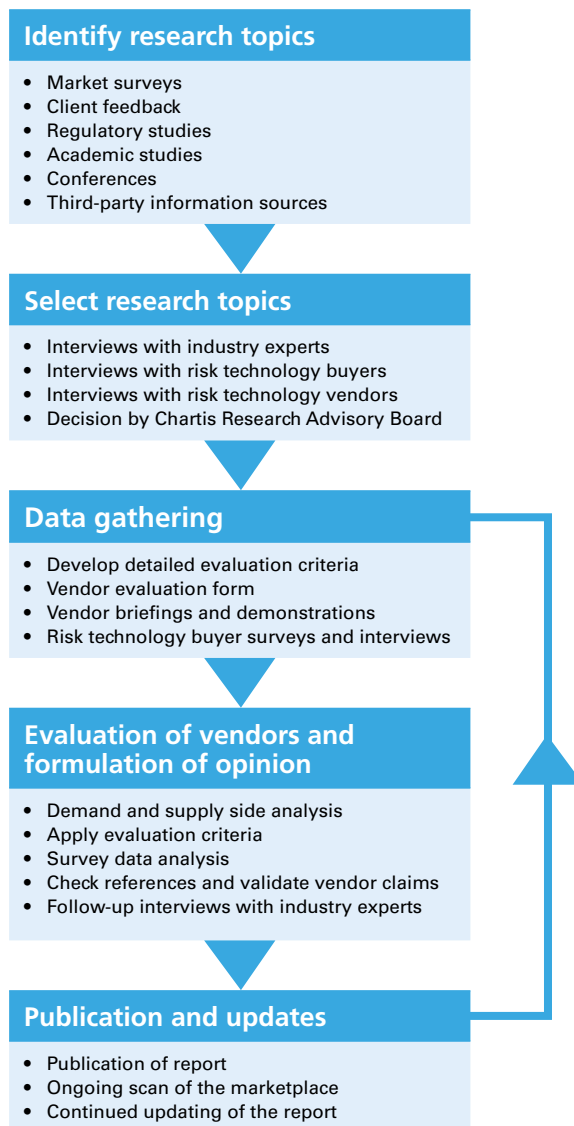 Identify research topics
• Market surveys
• Client feedback
• Regulatory studies
• Academic studies
• Conferences
• Third-party information sources
Select research topics
• Interviews with industry experts
• Interviews with risk technology buyers
• Interviews with risk technology vendors
• Decision by Chartis Research Advisory Board
Data gathering
• Develop detailed evaluation criteria
• Vendor evaluation form
• Vendor briefings and demonstrations
• Risk technology buyer surveys and interviews
Evaluation of vendors and
formulation of opinion
• Demand and supply side analysis
• Apply evaluation criteria
• Survey data analysis
• Check references and validate vendor claims
• Follow-up interviews with industry experts
Publication and updates
• Publication of report
• Ongoing scan of the marketplace
• Continued updating of the report